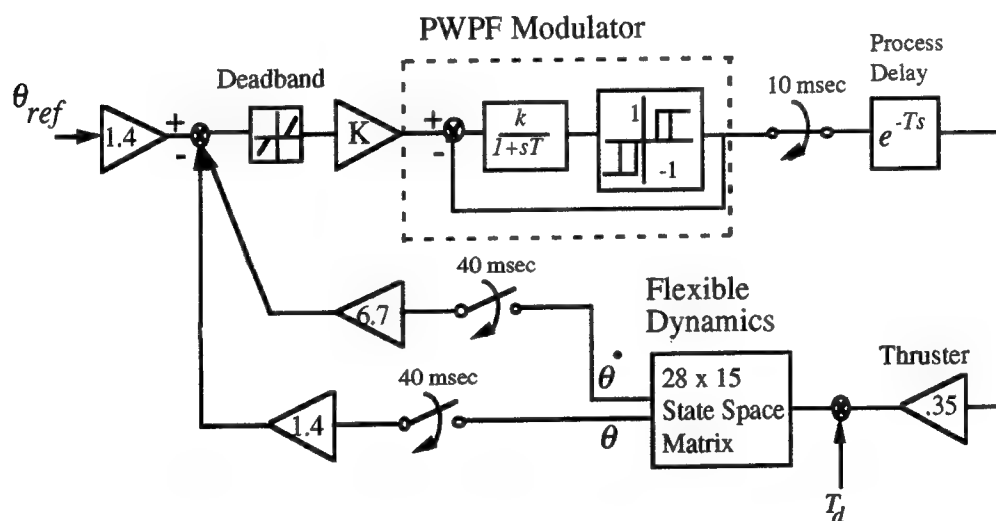 PWPF Modulator
Process
Delay
Deadband
10 msec
θref
1.4
+
-
K
+
-
k
1+sT
1
-1
e^-Ts
40 msec
6.7
Flexible
Dynamics
θ̇
40 msec
28 x 15
State Space
Matrix
Thruster
.35
1.4
θ
Td